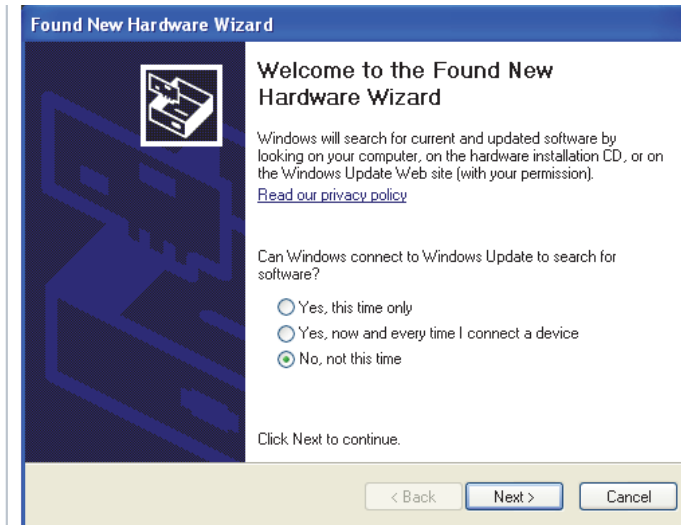 Found New Hardware Wizard
Welcome to the Found New
Hardware Wizard
Windows will search for current and updated software by
looking on your computer, on the hardware installation CD, or on
the Windows Update Web site (with your permission).
Read our privacy policy
Can Windows connect to Windows Update to search for
software?
Yes, this time only
Yes, now and every time I connect a device
No, not this time
Click Next to continue.
< Back
Next >
Cancel